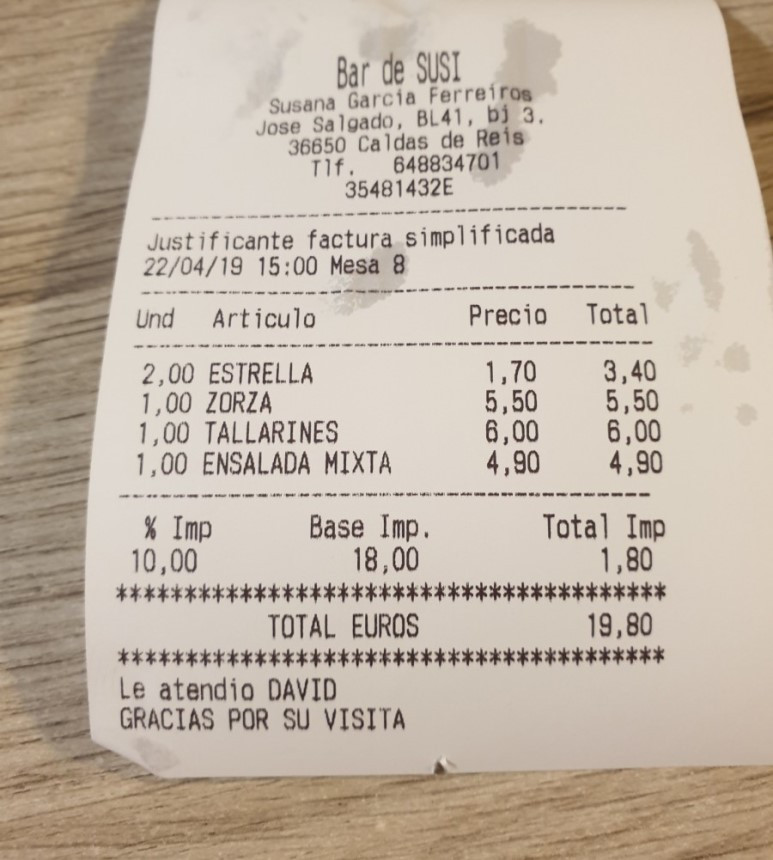 Bar de SUSI
Susana Garcia Ferreiros
Jose Salgado, BL41, bj 3.
36650 Caldas de Reis
Tlf. 648834701
35481432E
Justificante factura simplificada
22/04/19 15:00 Mesa 8
Und Articulo Precio Total
2,00 ESTRELLA 1,70 3,40
1,00 ZORZA 5,50 5,50
1,00 TALLARINES 6,00 6,00
1,00 ENSALADA MIXTA 4,90 4,90
% Imp Base Imp. Total Imp
10,00 18,00 1,80
****************************************
TOTAL EUROS 19,80
****************************************
Le atendio DAVID
GRACIAS POR SU VISITA